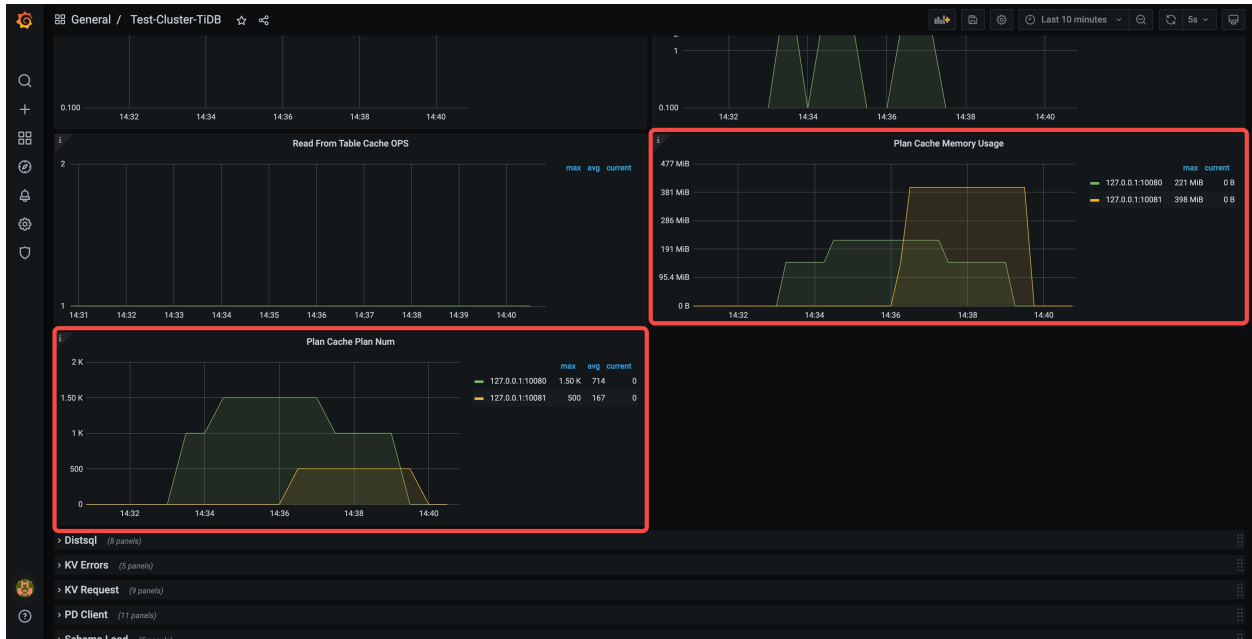 General / Test-Cluster-TiDB
Last 10 minutes
5s
0.100
14:32 14:34 14:36 14:38 14:40
1
0.100
14:32 14:34 14:36 14:38 14:40
Read From Table Cache OPS
max avg current
2
1
14:31 14:32 14:33 14:34 14:35 14:36 14:37 14:38 14:39 14:40
Plan Cache Memory Usage
477 MiB
381 MiB
286 MiB
191 MiB
95.4 MiB
0 B
14:32 14:34 14:36 14:38 14:40
max current
127.0.0.1:10080 221 MiB 0 B
127.0.0.1:10081 398 MiB 0 B
Plan Cache Plan Num
2 K
1.50 K
1 K
500
0
14:32 14:34 14:36 14:38 14:40
max avg current
127.0.0.1:10080 1.50 K 714 0
127.0.0.1:10081 500 167 0
Distsql (8 panels)
KV Errors (5 panels)
KV Request (9 panels)
PD Client (11 panels)
Schema Load